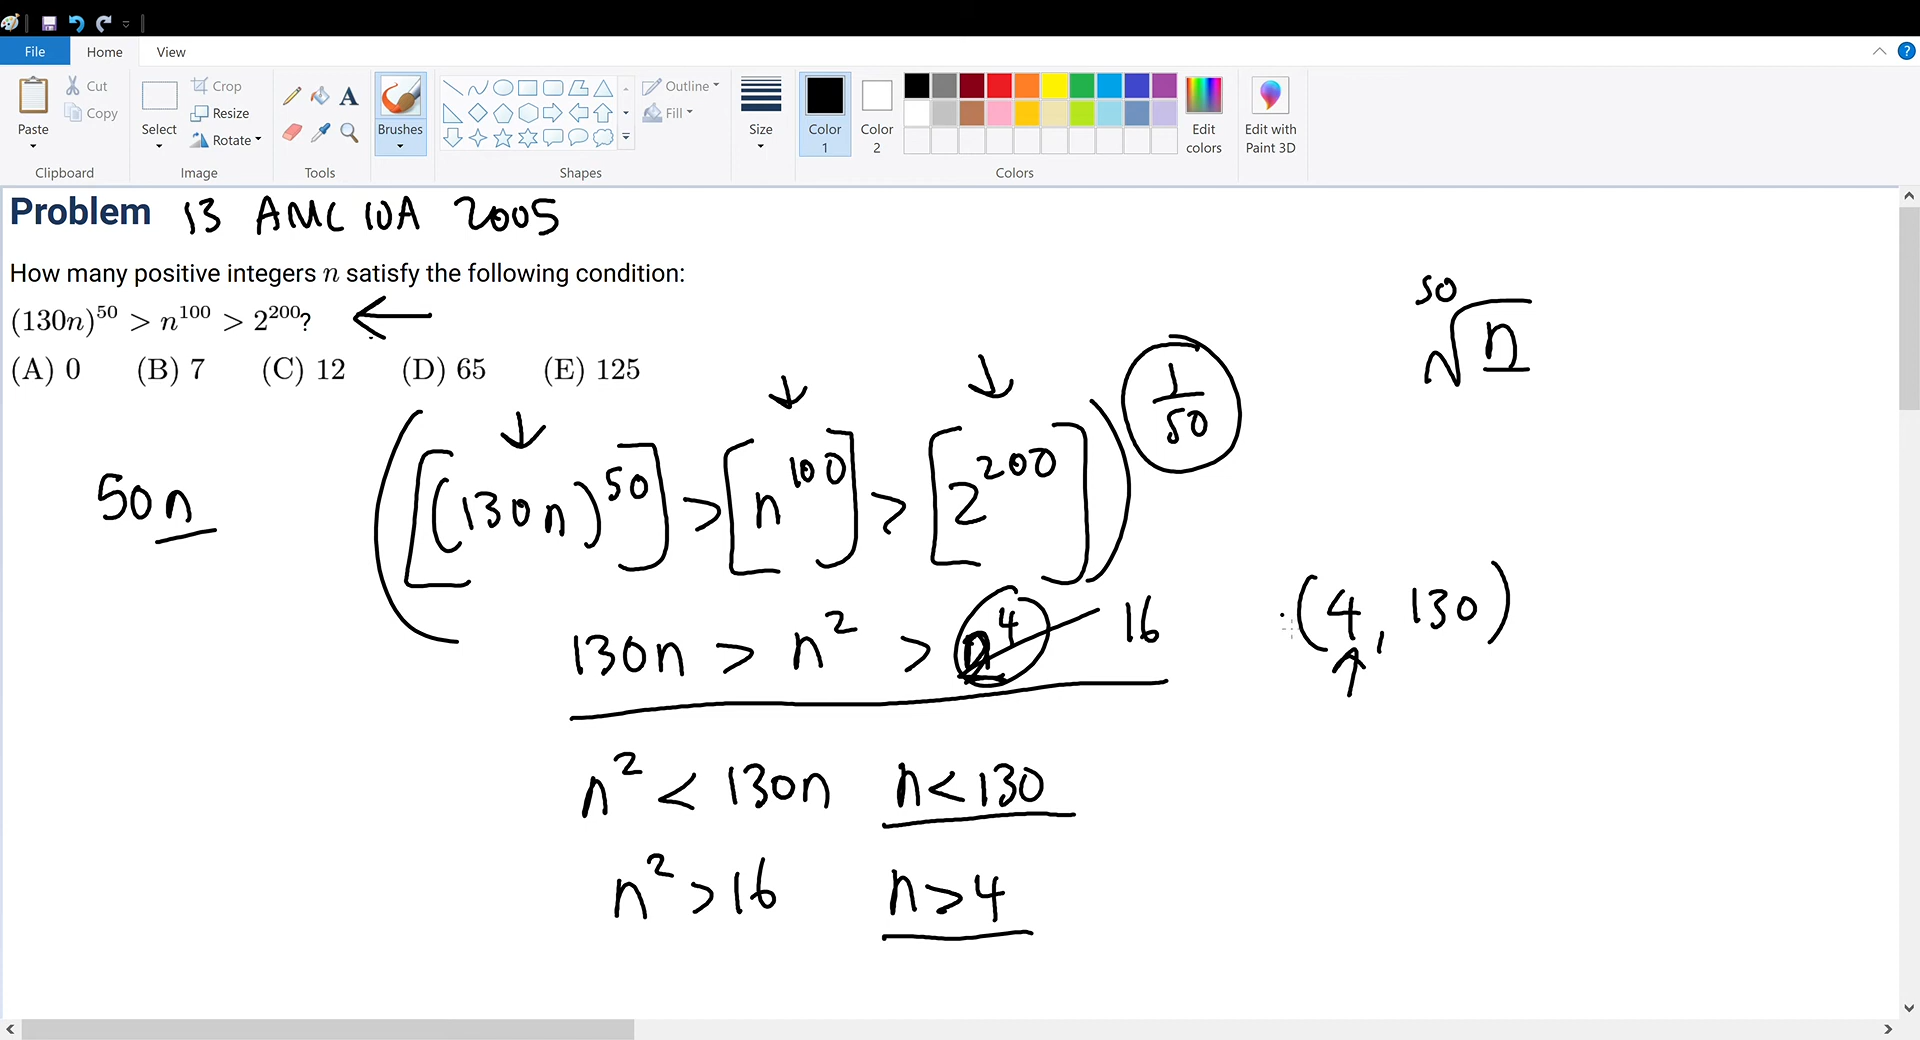 File Home View
Paste Cut Copy Clipboard
Select Crop Resize Rotate Image
A Tools
Brushes
Outline Fill Shapes
Size
Color 1 Color 2 Edit colors Colors
Edit with Paint 3D
Problem 13 AMC 10A 2005
How many positive integers n satisfy the following condition:
(130n)^50 > n^100 > 2^200?
(A) 0 (B) 7 (C) 12 (D) 65 (E) 125
50√n
50n
([(130n)^50] > [n^100] > [2^200])^(1/50)
130n > n^2 > 4 16
(4, 130)
n^2 < 130n n < 130
n^2 > 16 n > 4